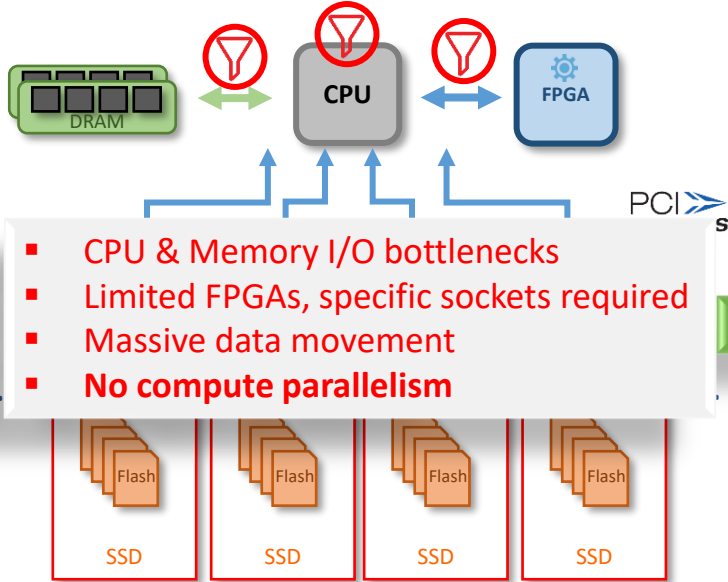 CPU
FPGA
DRAM
PCI
s
▪ CPU & Memory I/O bottlenecks
▪ Limited FPGAs, specific sockets required
▪ Massive data movement
▪ No compute parallelism
Flash Flash Flash Flash
SSD SSD SSD SSD